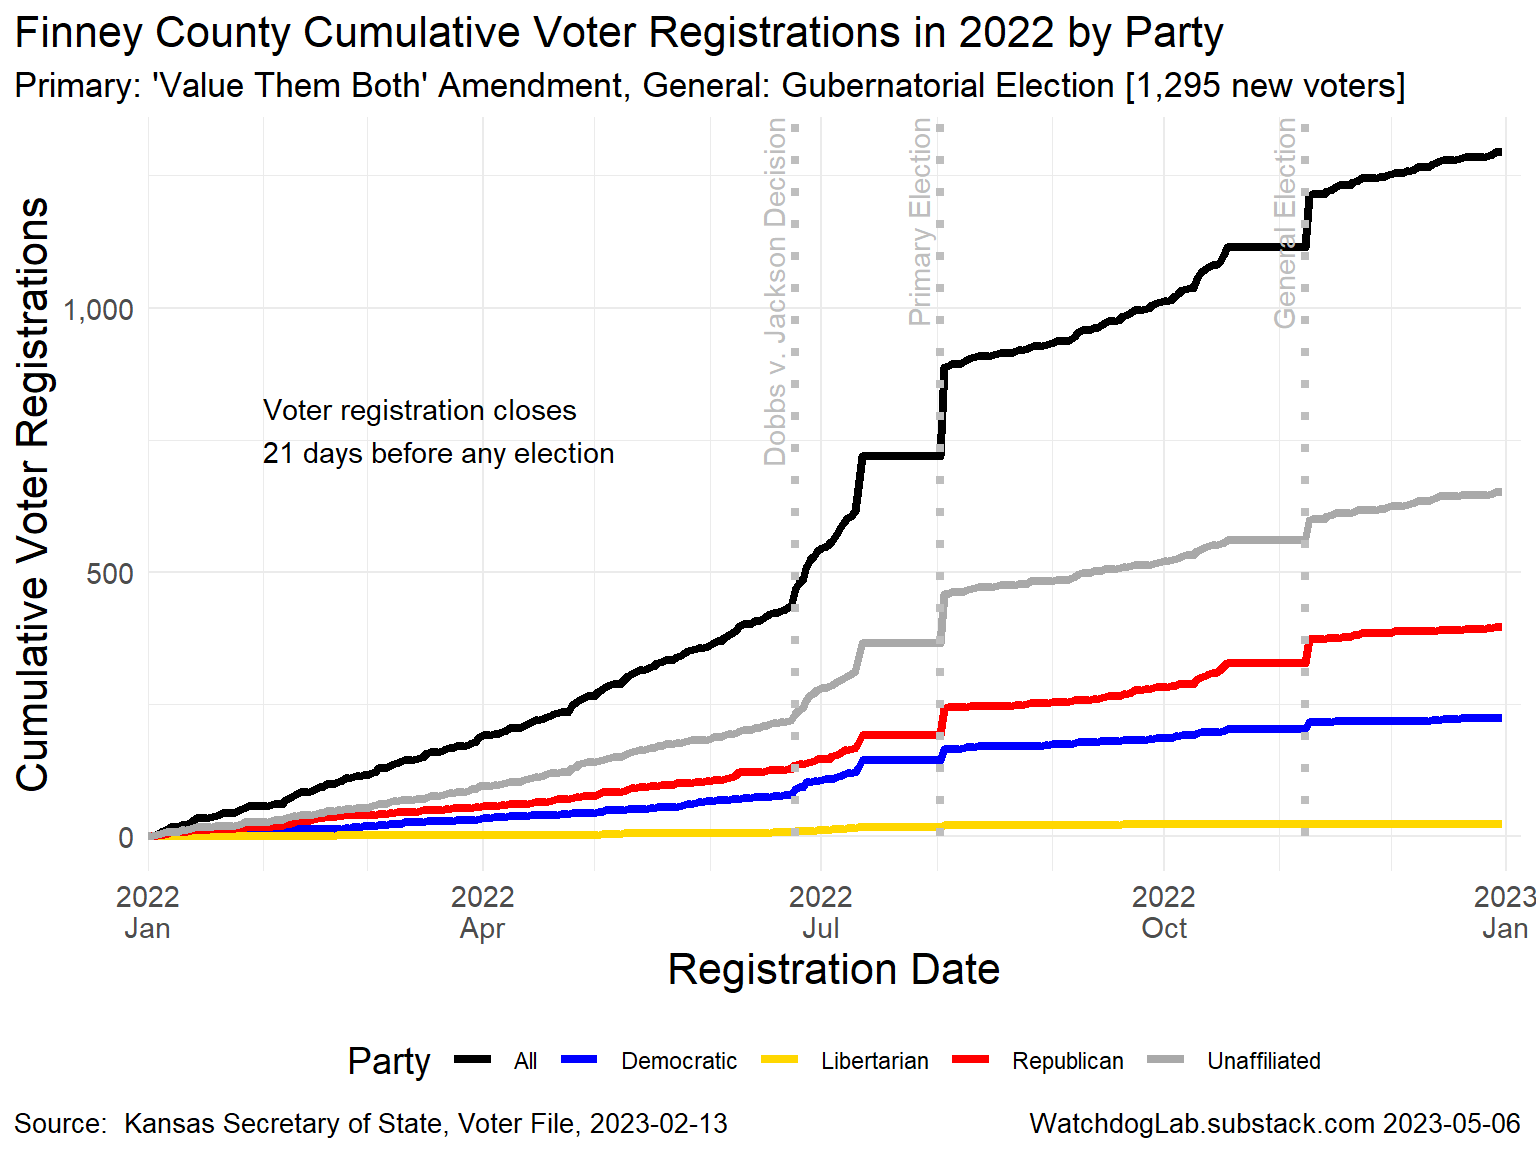 Finney County Cumulative Voter Registrations in 2022 by Party
Primary: 'Value Them Both' Amendment, General: Gubernatorial Election [1,295 new voters]
Cumulative Voter Registrations
1,000
500
0
Dobbs v. Jackson Decision
Primary Election
General Election
Voter registration closes
21 days before any election
2022
Jan
2022
Apr
2022
Jul
2022
Oct
2023
Jan
Registration Date
Party All Democratic Libertarian Republican Unaffiliated
Source:  Kansas Secretary of State, Voter File, 2023-02-13
WatchdogLab.substack.com 2023-05-06